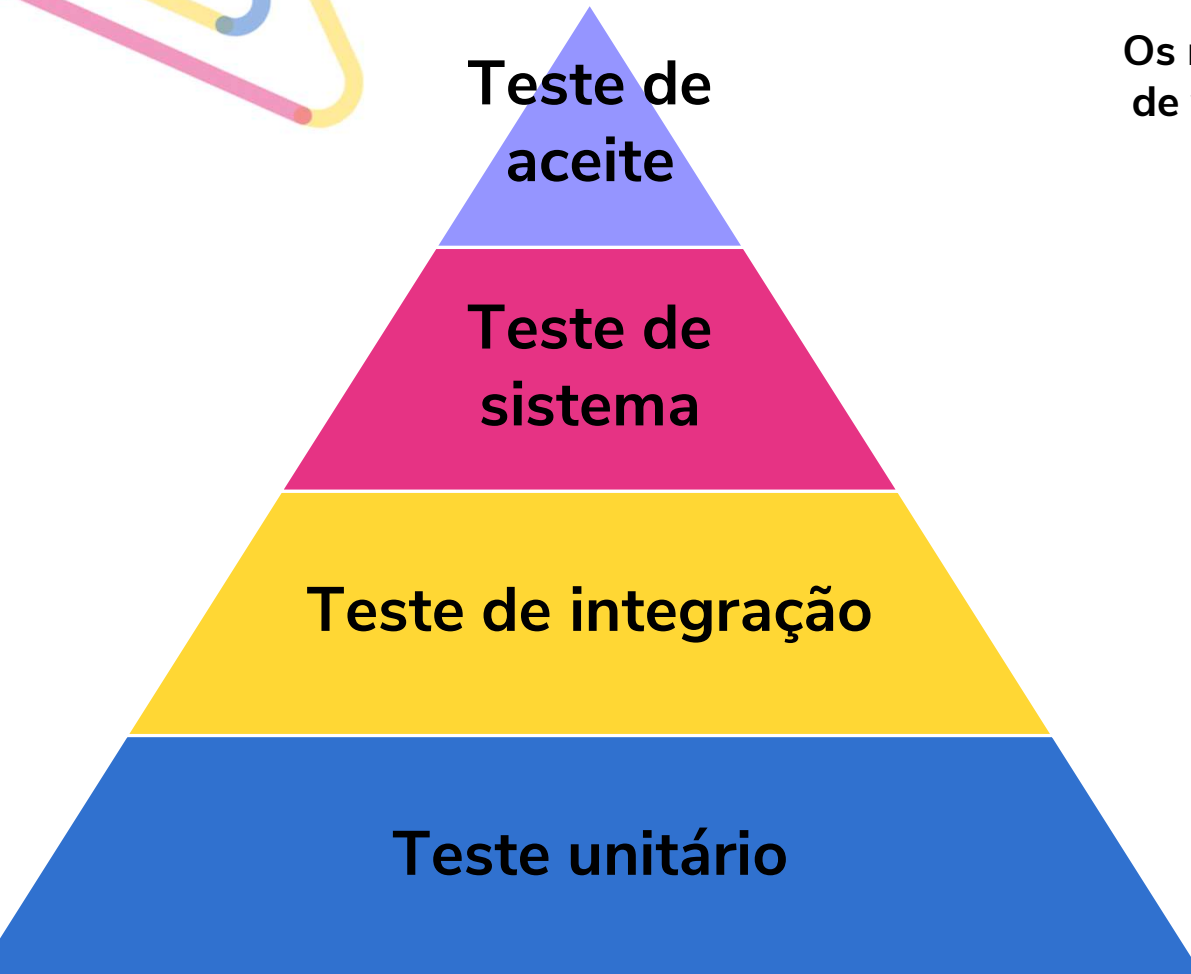 Teste de
aceite
Os
de
Teste de
sistema
Teste de integração
Teste unitário